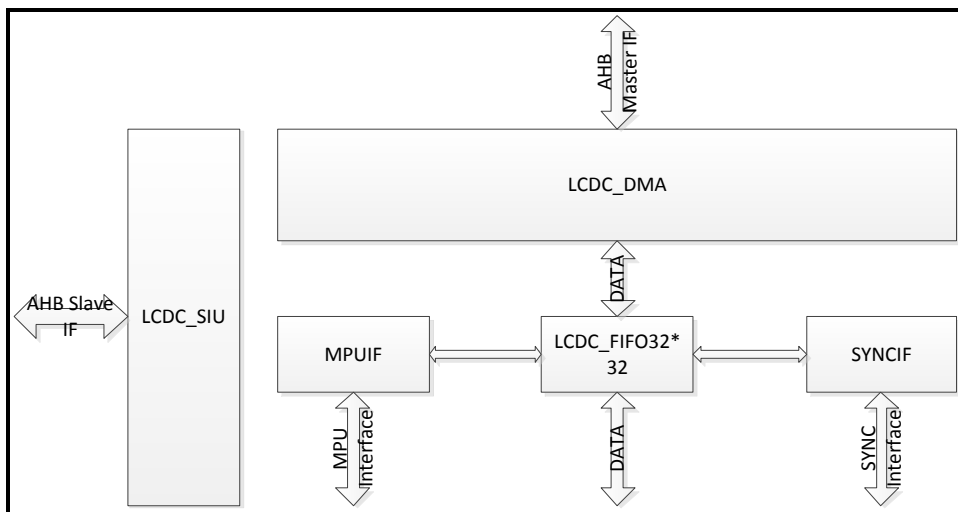 AHB
Master IF
LCDC_DMA
DATA
AHB Slave
IF
LCDC_SIU
MPUIF
LCDC_FIFO32*
32
SYNCIF
MPU
Interface
DATA
SYNC
Interface